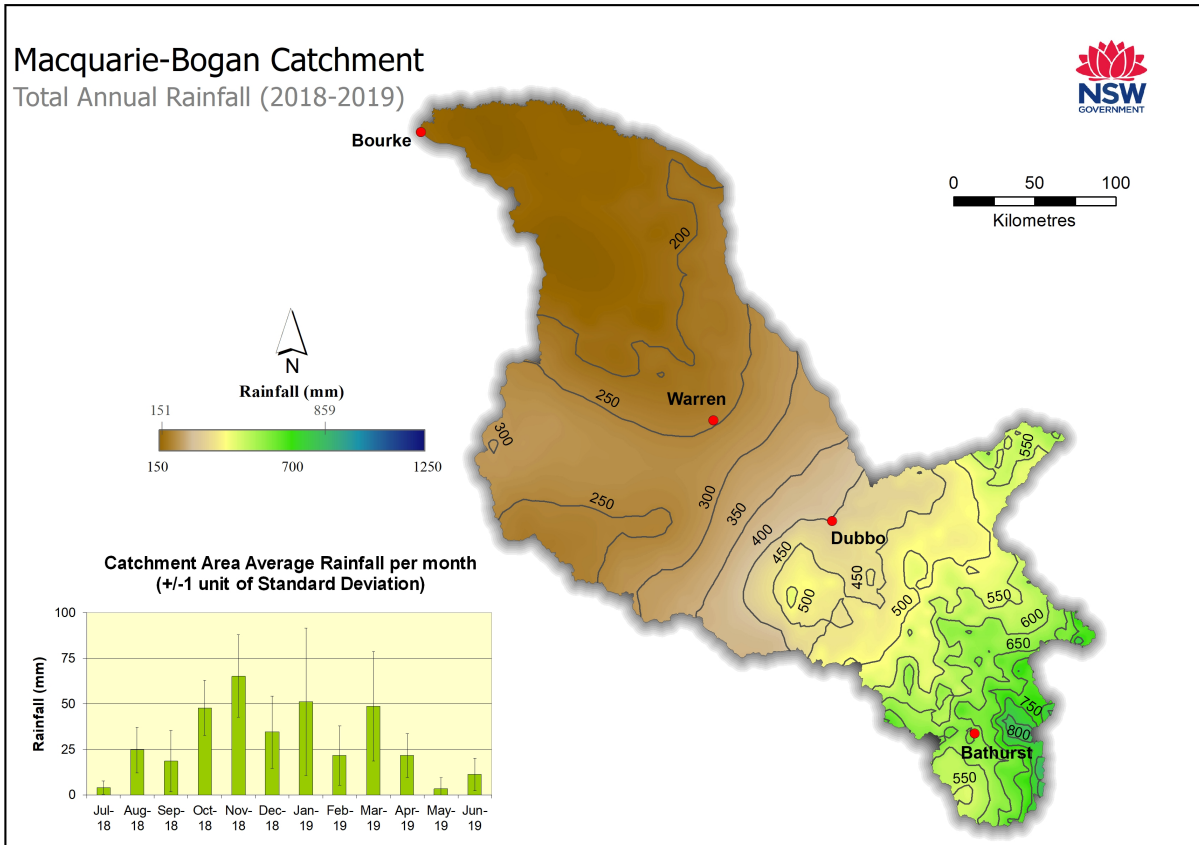 Macquarie-Bogan Catchment
Total Annual Rainfall (2018-2019)
NSW
GOVERNMENT
0 50 100
Kilometres
Bourke
200
N
Rainfall (mm)
151 859
150 700 1250
250
Warren
300
550
250
300
350
400
450
Dubbo
450
500
500
550
600
650
750
800
Bathurst
550
Catchment Area Average Rainfall per month
(+/-1 unit of Standard Deviation)
Rainfall (mm)
100
75
50
25
0
Jul- Aug- Sep- Oct- Nov- Dec- Jan- Feb- Mar- Apr- May- Jun-
18 18 18 18 18 18 19 19 19 19 19 19